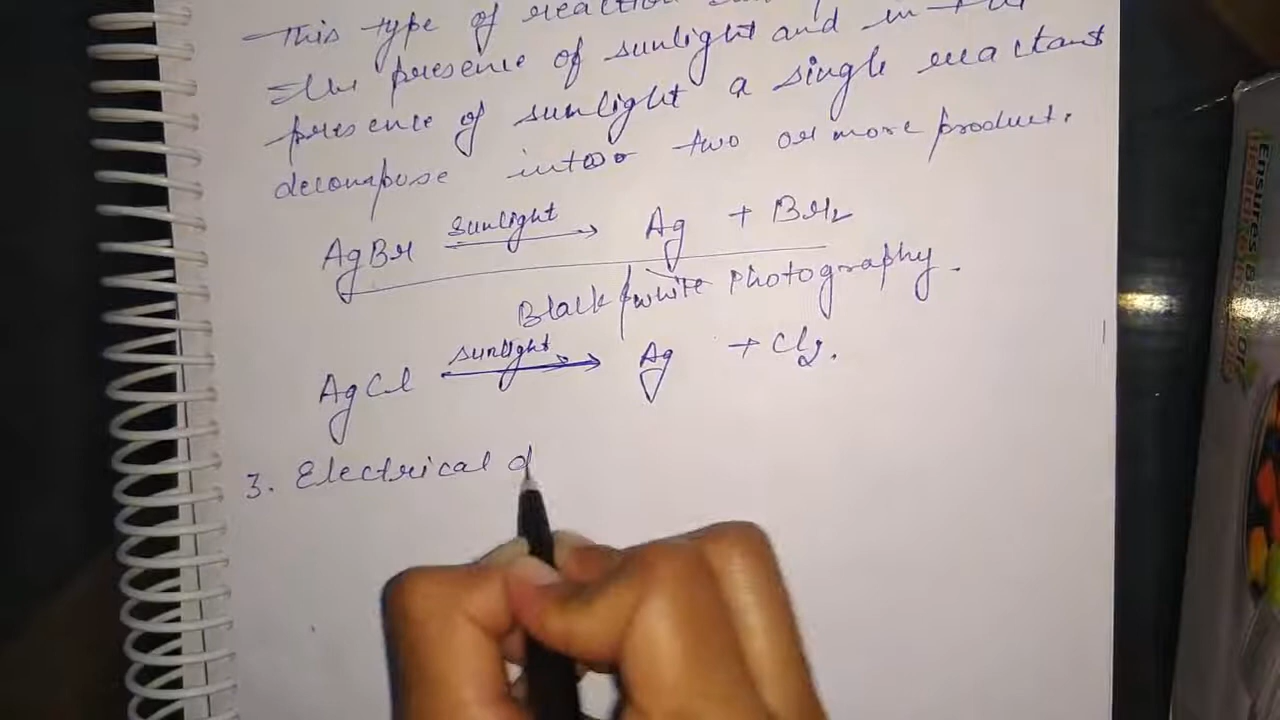 This type of reaction
the presence of sunlight and in the
presence of sunlight a single reactant
decompose into two or more product.
AgBr sunlight → Ag + Br2
Black & white Photography.
AgCl sunlight → Ag + Cl2.
3. Electrical d
Ensures